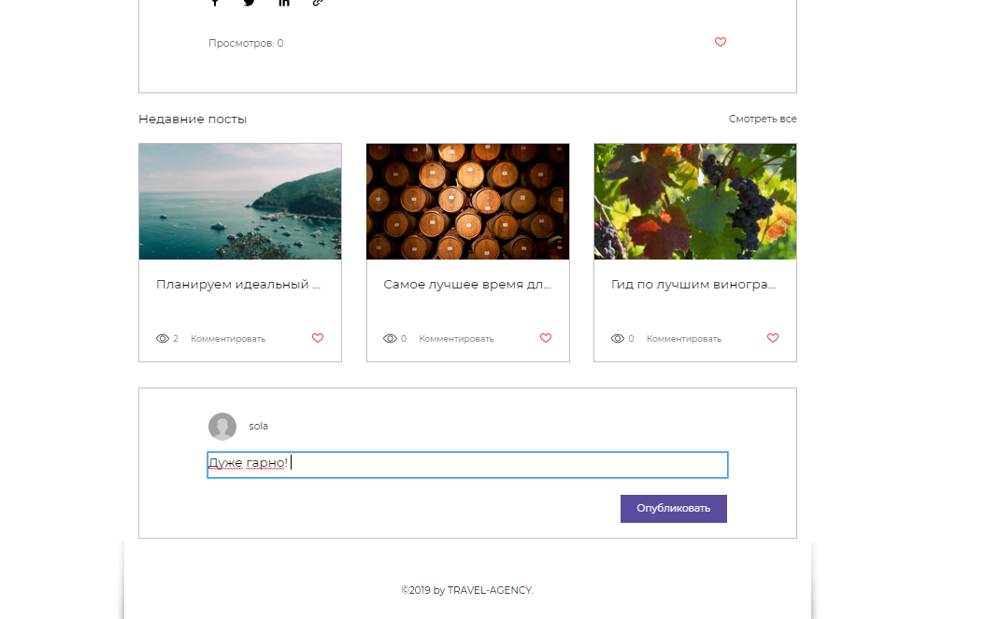 Просмотров: 0
Недавние посты
Смотреть все
Планируем идеальный ...
Самое лучшее время дл...
Гид по лучшим виногра...
2 Комментировать
0 Комментировать
0 Комментировать
sola
Дуже гарно!
Опубликовать
©2019 by TRAVEL-AGENCY.